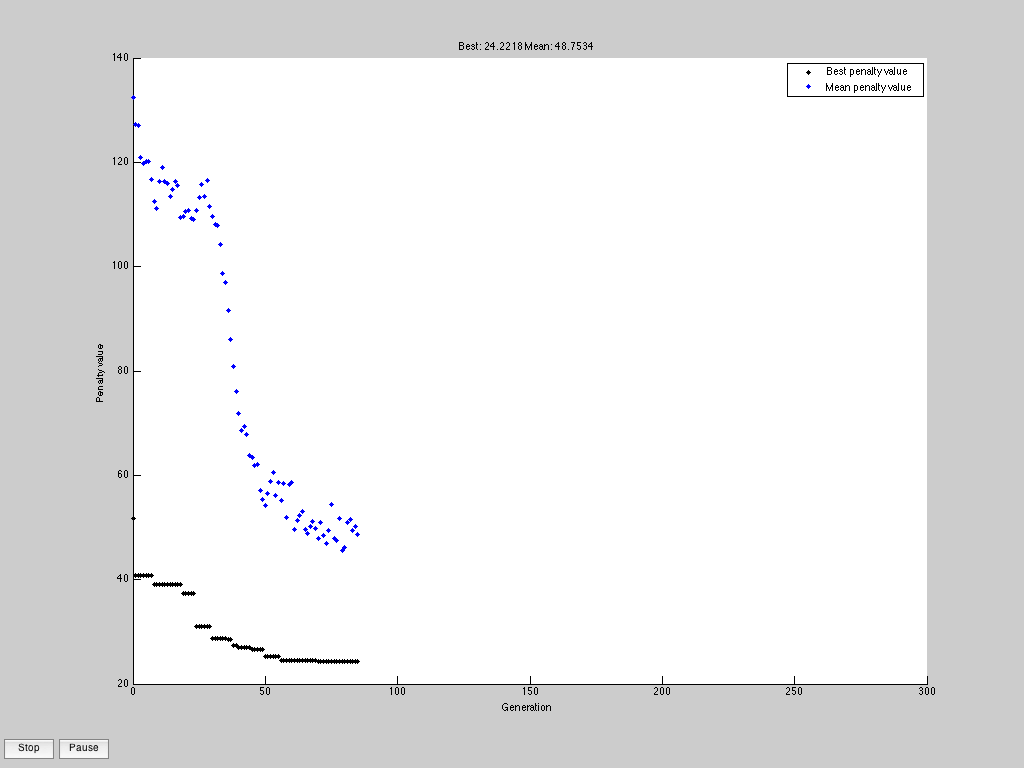 Best: 24.2218 Mean: 48.7534
140
Best penalty value
Mean penalty value
120
100
80
Penalty value
60
40
20
0 50 100 150 200 250 300
Generation
Stop Pause